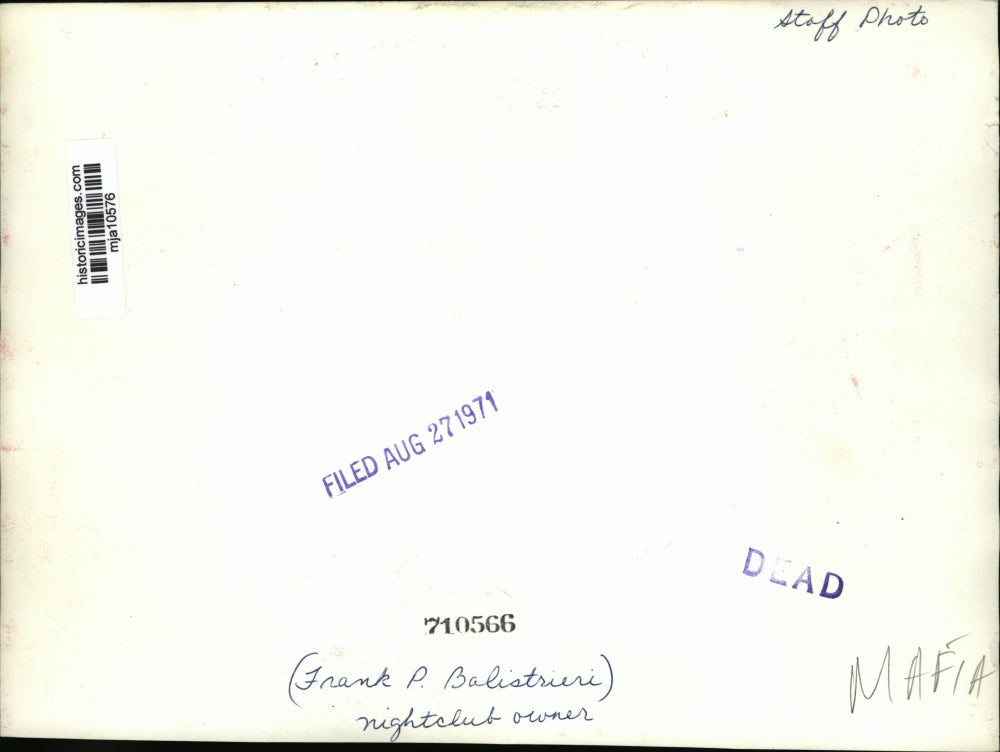 Staff Photo
historicimages.com
mja10576
FILED AUG 27 1971
DEAD
710566
(Frank P. Balistrieri)
nightclub owner
MAFIA